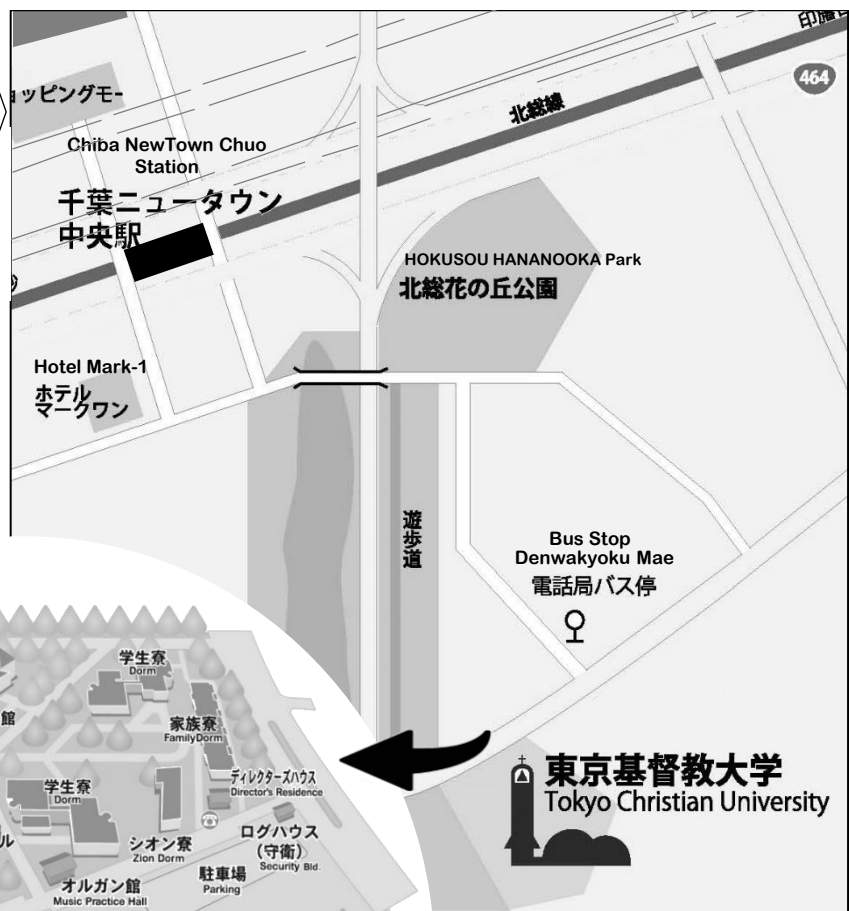 464
ョッピングモー
北総線
Chiba NewTown Chuo
Station
千葉ニュータウン
中央駅
HOKUSOU HANANOOKA Park
北総花の丘公園
Hotel Mark-1
ホテル
マークワン
遊歩道
Bus Stop
Denwakyoku Mae
電話局バス停
学生寮
Dorm
館
家族寮
FamilyDorm
ディレクターズハウス
Director's Residence
学生寮
Dorm
ル
シオン寮
Zion Dorm
ログハウス
(守衛)
Security Bld.
駐車場
Parking
オルガン館
Music Practice Hall
東京基督教大学
Tokyo Christian University